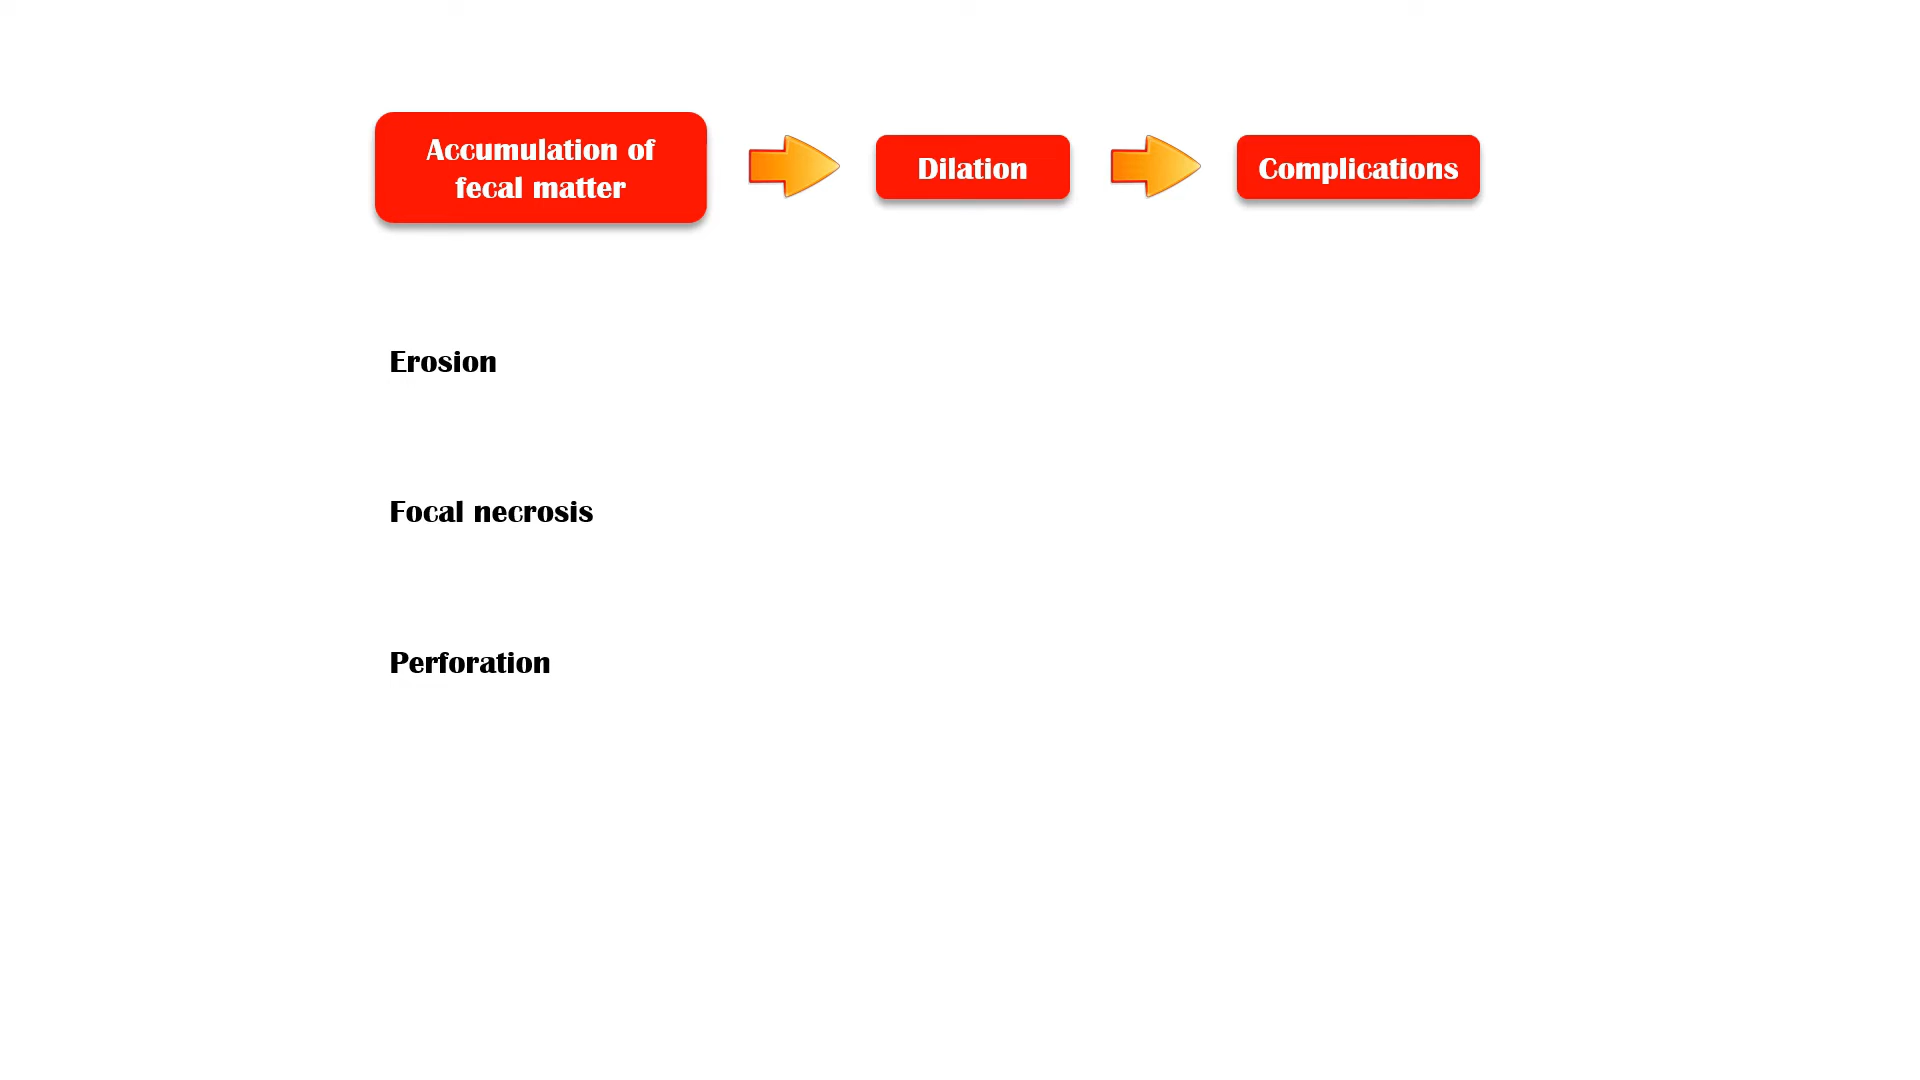 Accumulation of
fecal matter
Dilation
Complications
Erosion
Focal necrosis
Perforation